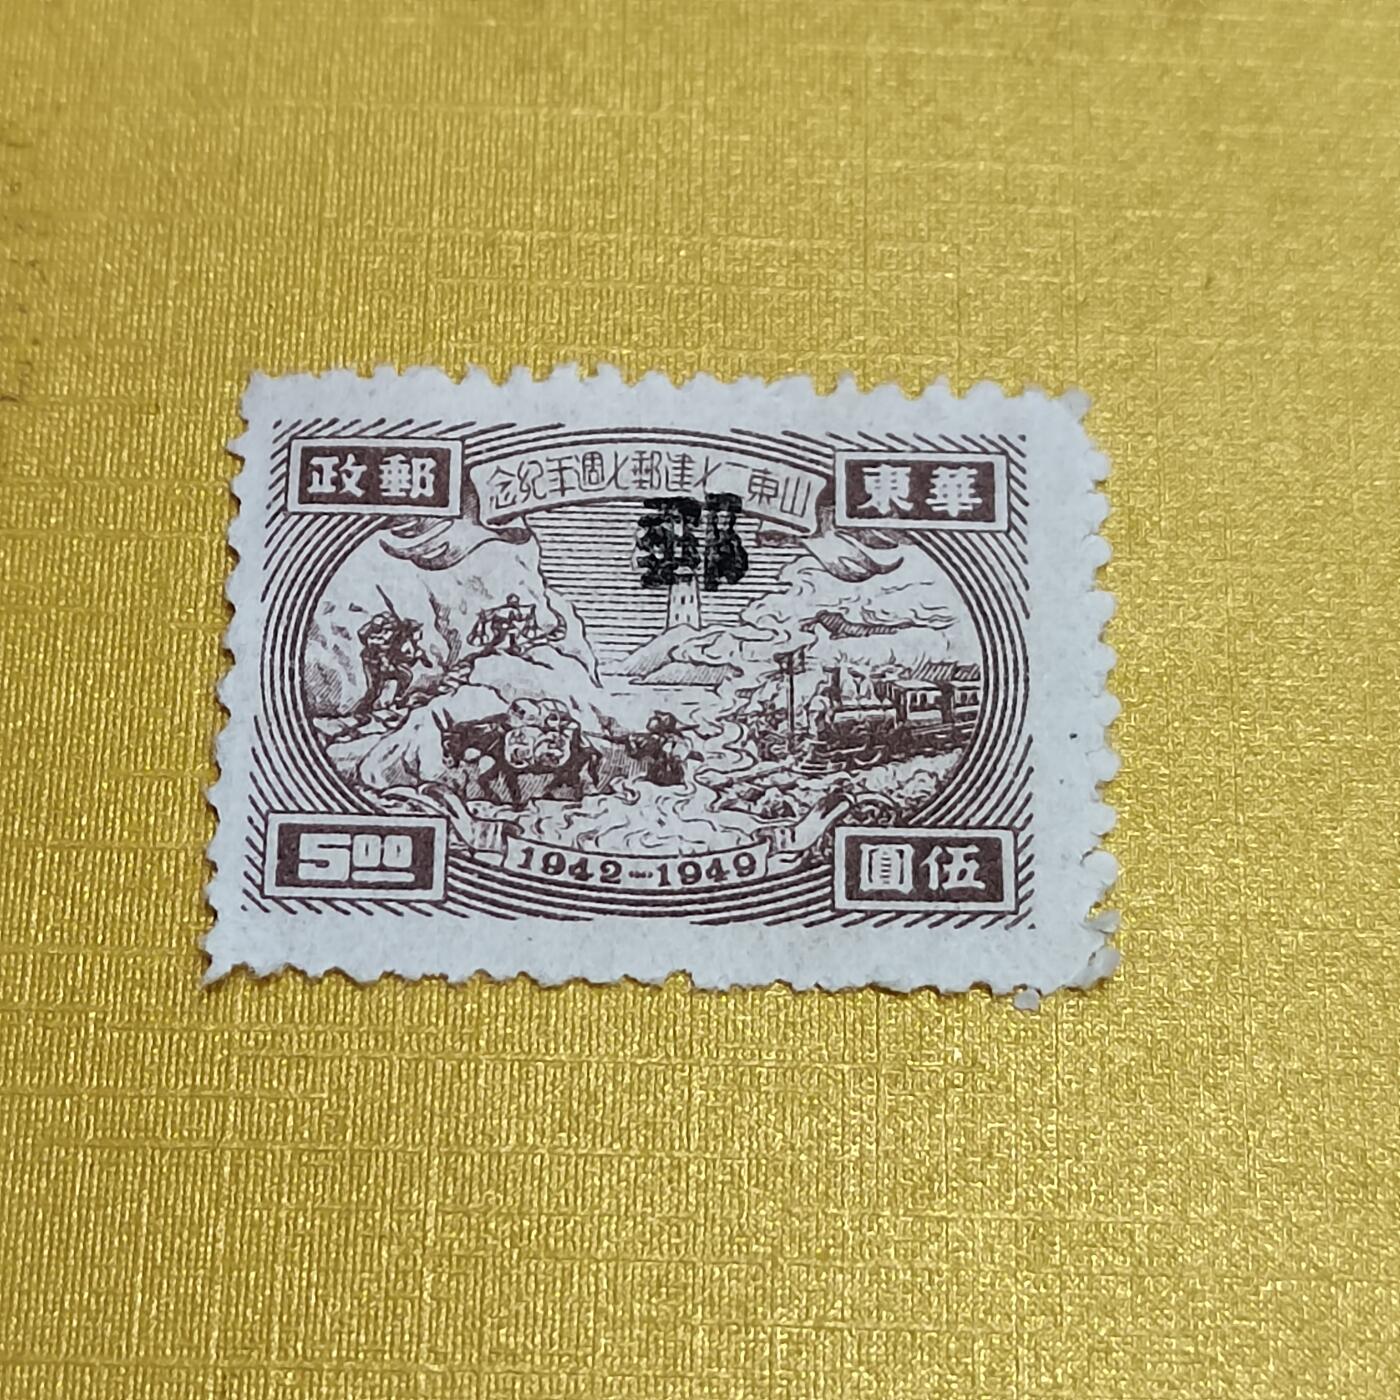 華東
郵政
山東二七建郵七週年紀念
郵
5.00
1942-1949
伍圓